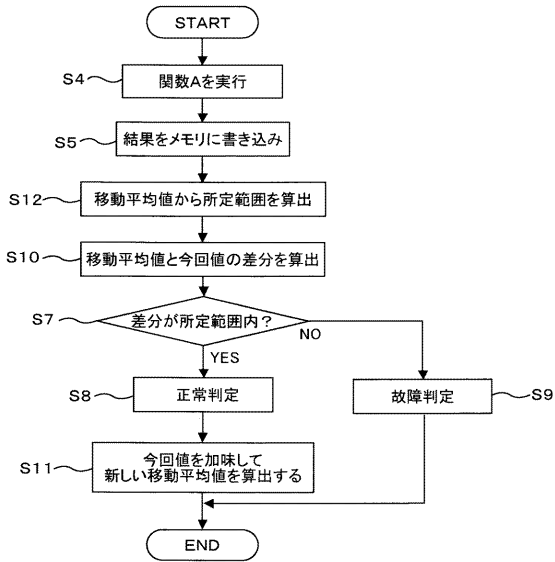 START
S4
関数Aを実行
S5
結果をメモリに書き込み
S12
移動平均値から所定範囲を算出
S10
移動平均値と今回値の差分を算出
S7
差分が所定範囲内?
NO
YES
S8
正常判定
故障判定
S9
S11
今回値を加味して
新しい移動平均値を算出する
END